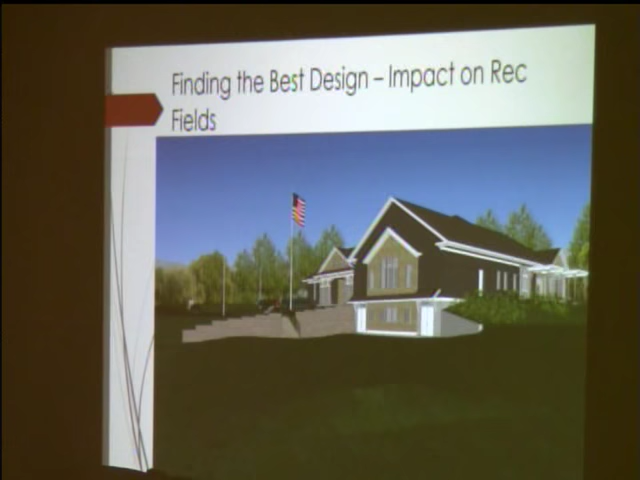 Finding the Best Design – Impact on Rec
Fields